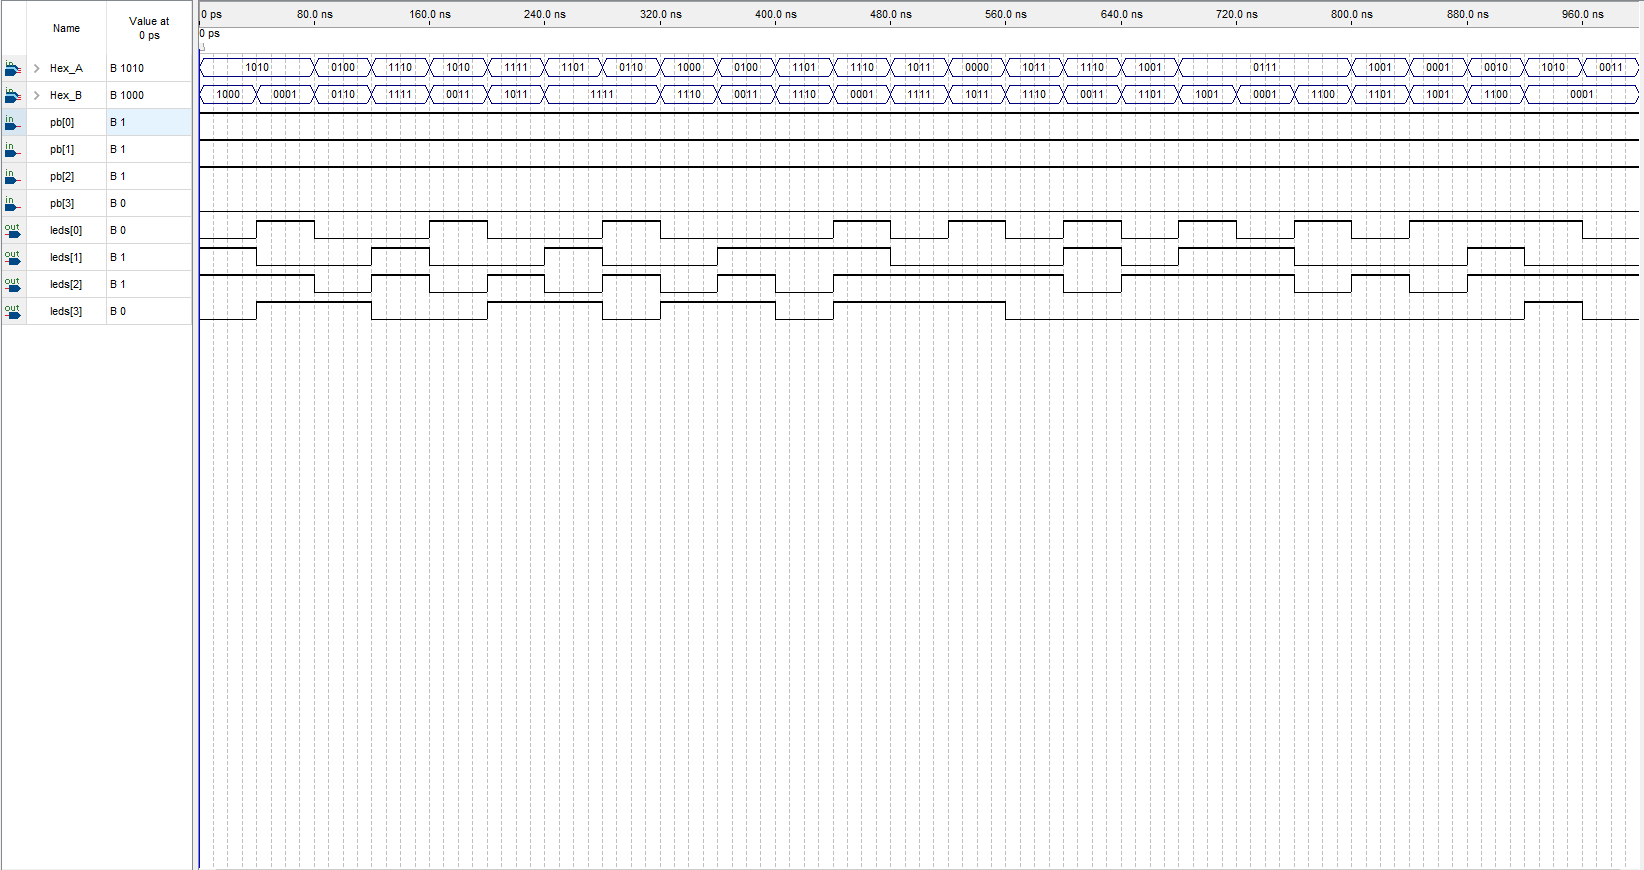 Name Value at 0 ps
0 ps 80.0 ns 160.0 ns 240.0 ns 320.0 ns 400.0 ns 480.0 ns 560.0 ns 640.0 ns 720.0 ns 800.0 ns 880.0 ns 960.0 ns
0 ps
in Hex_A B 1010 1010 0100 1110 1010 1111 1101 0110 1000 0100 1101 1110 1011 0000 1011 1110 1001 0111 1001 0001 0010 1010 0011
in Hex_B B 1000 1000 0001 0110 1111 0011 1011 1111 1110 0011 1110 0001 1111 1011 1110 0011 1101 1001 0001 1100 1101 1001 1100 0001
in pb[0] B 1
in pb[1] B 1
in pb[2] B 1
in pb[3] B 0
out leds[0] B 0
out leds[1] B 1
out leds[2] B 1
out leds[3] B 0